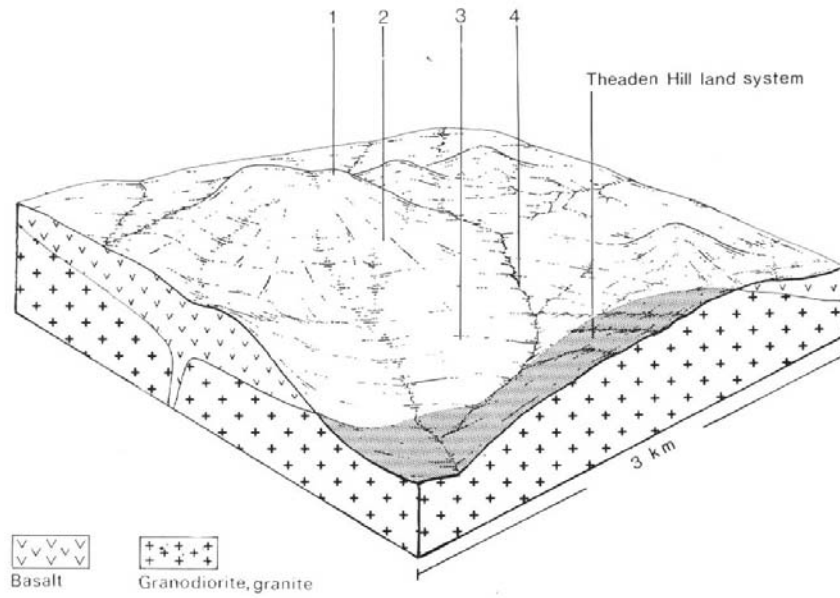 1 2 3 4
Theaden Hill land system
3 km
Basalt
Granodiorite, granite